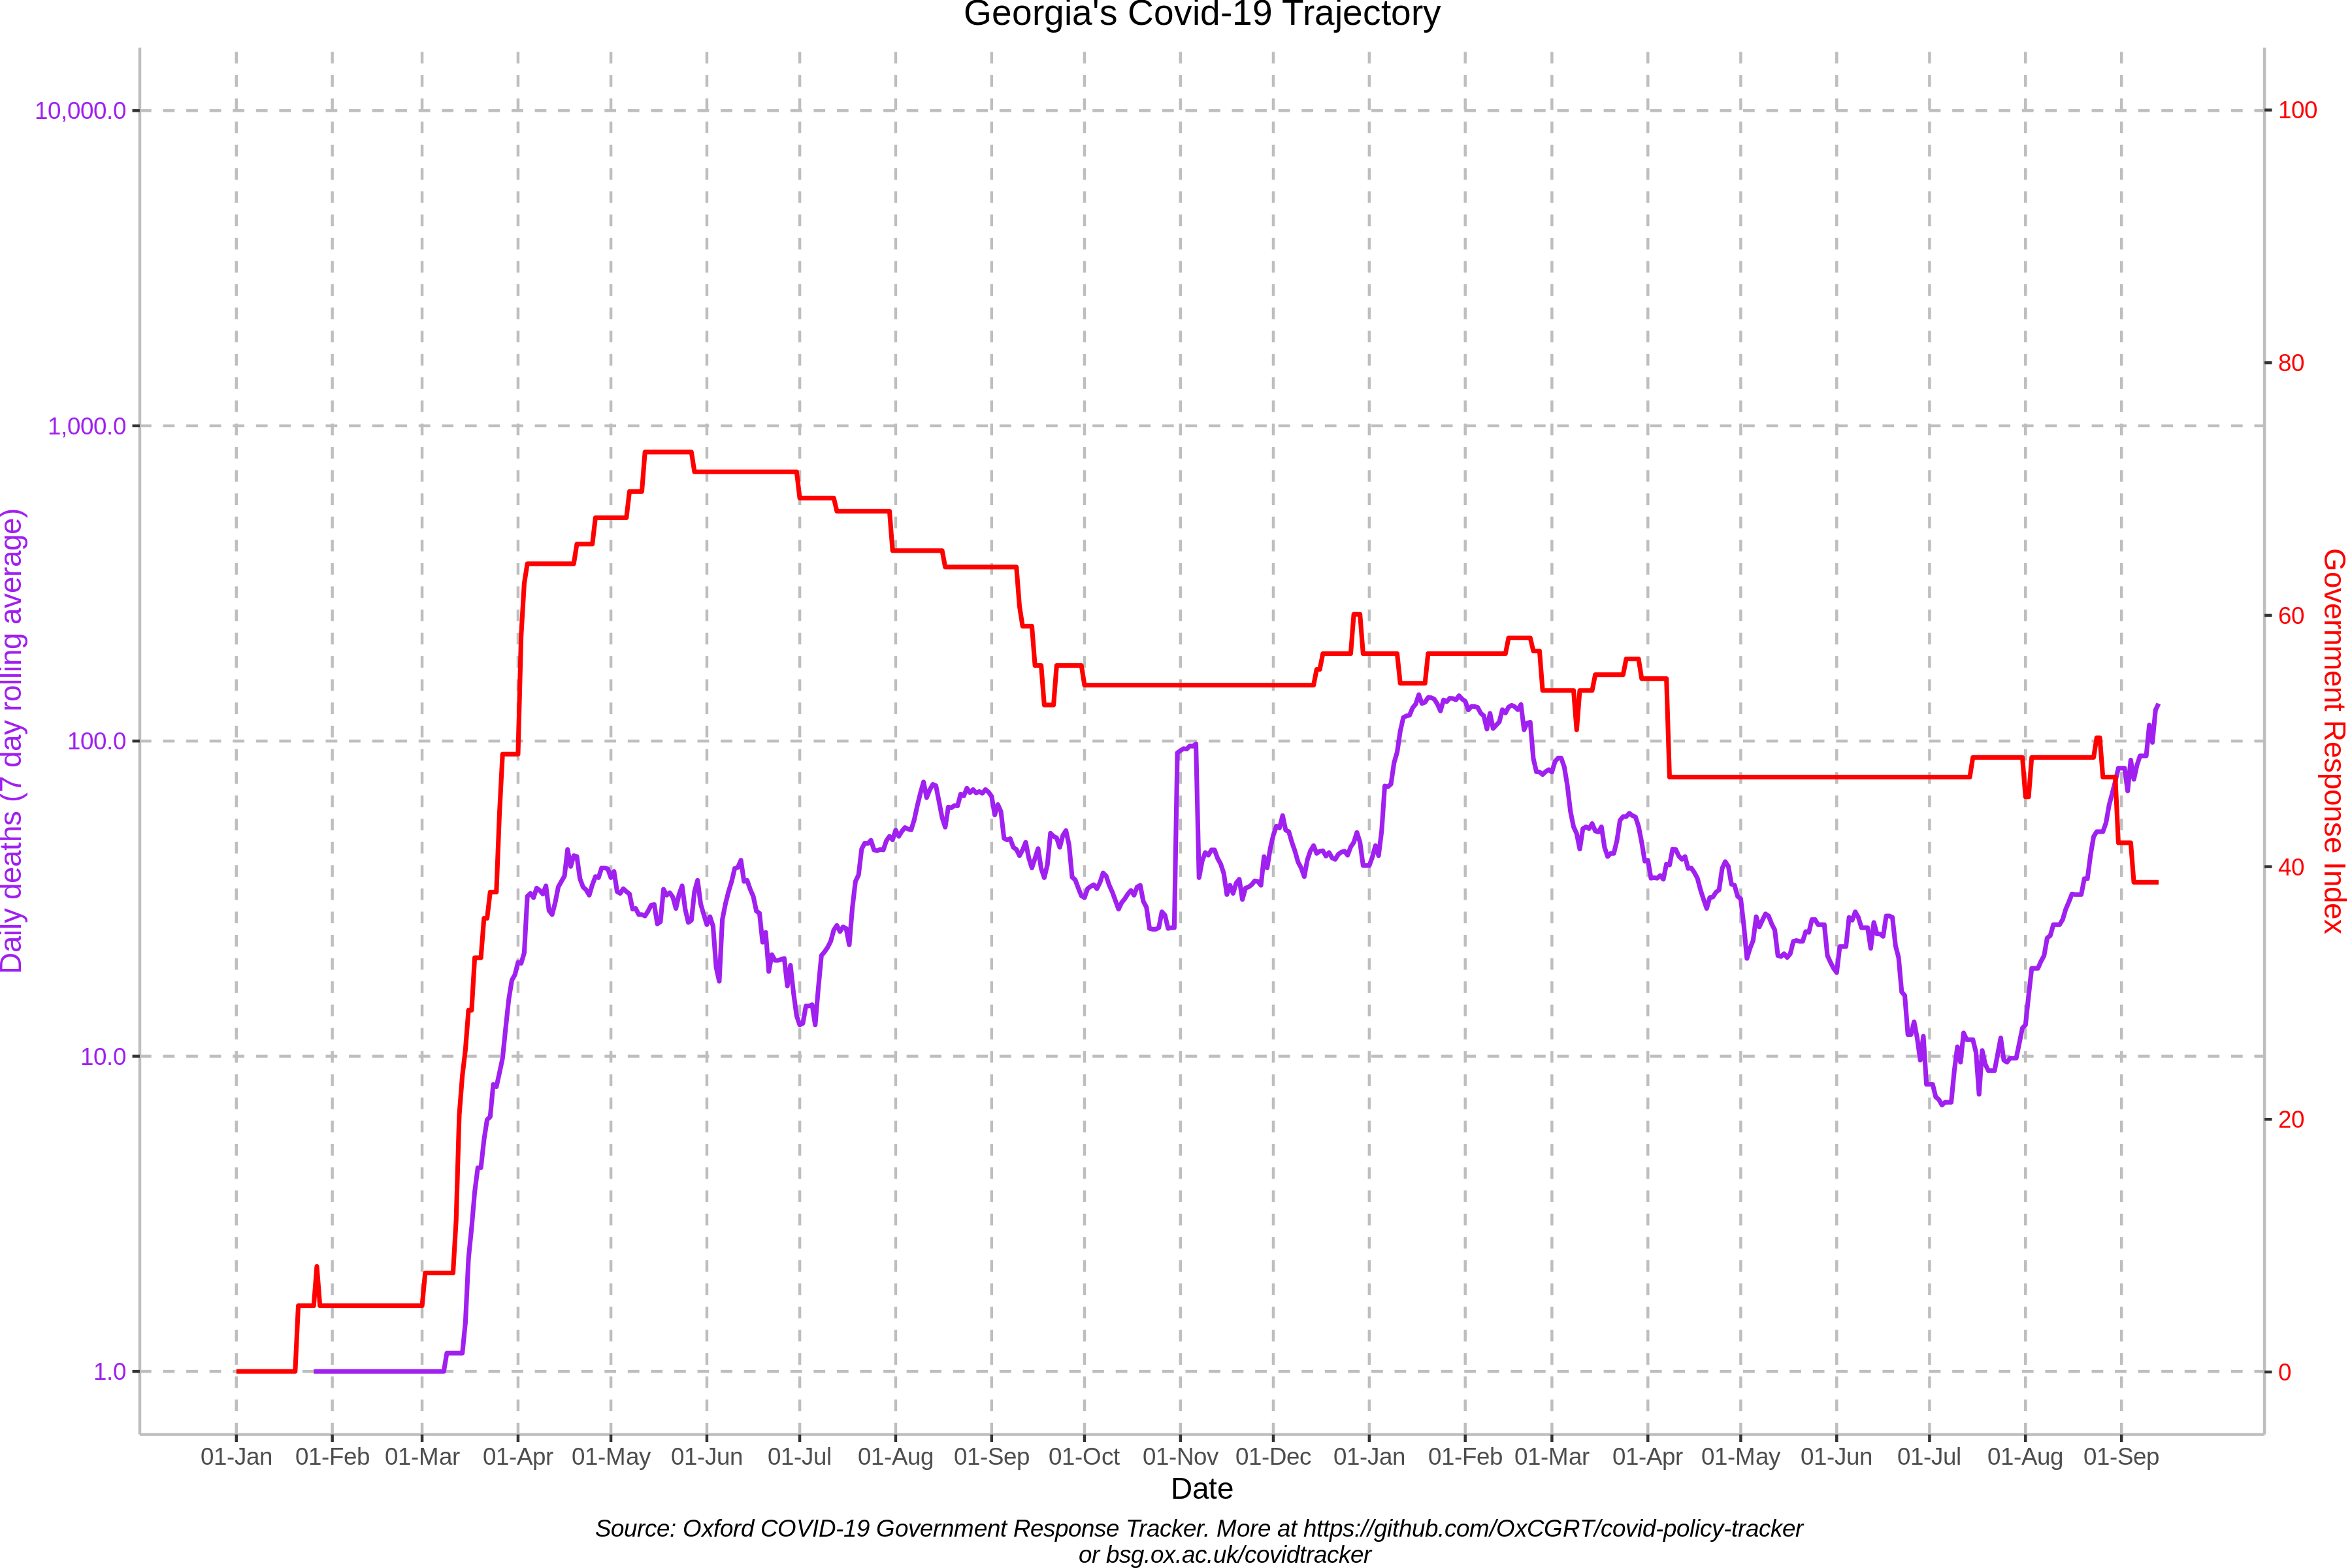 Georgia's Covid-19 Trajectory
10,000.0
1,000.0
100.0
10.0
1.0
Daily deaths (7 day rolling average)
100
80
60
40
20
0
Government Response Index
01-Jan 01-Feb 01-Mar 01-Apr 01-May 01-Jun 01-Jul 01-Aug 01-Sep 01-Oct 01-Nov 01-Dec 01-Jan 01-Feb 01-Mar 01-Apr 01-May 01-Jun 01-Jul 01-Aug 01-Sep
Date
Source: Oxford COVID-19 Government Response Tracker. More at https://github.com/OxCGRT/covid-policy-tracker
or bsg.ox.ac.uk/covidtracker